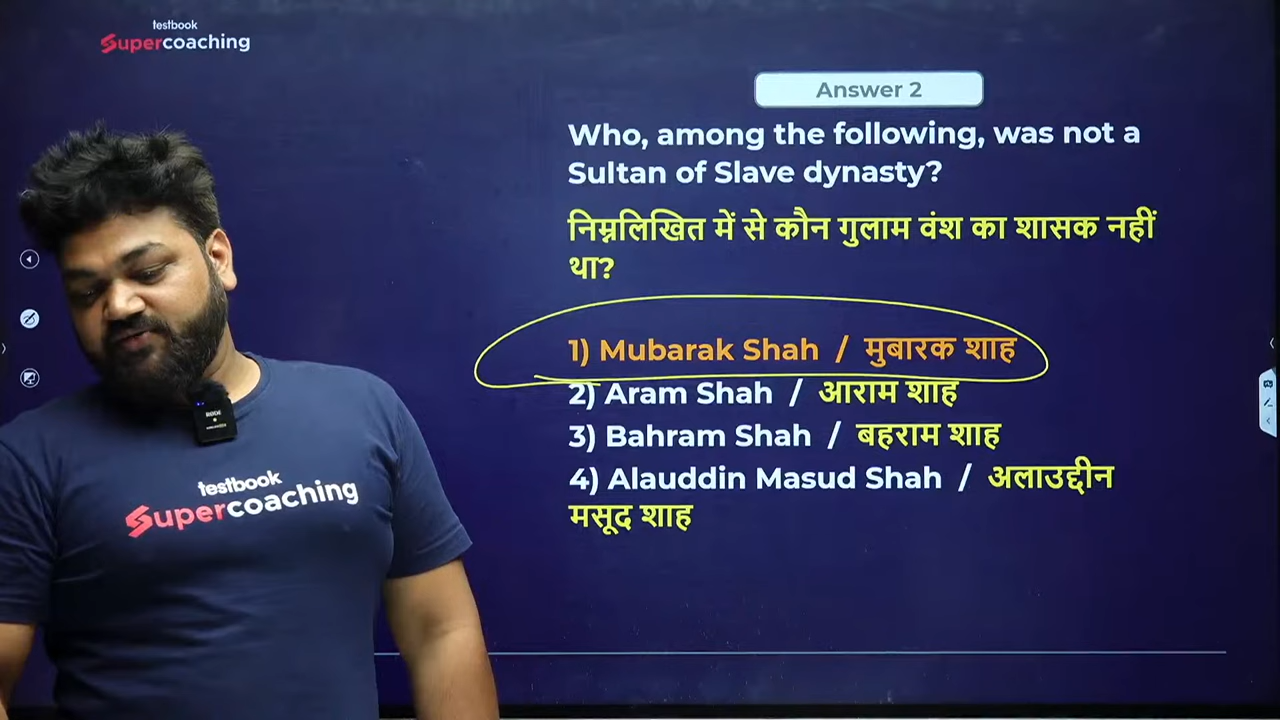 testbook
Supercoaching
Answer 2
Who, among the following, was not a
Sultan of Slave dynasty?
निम्नलिखित में से कौन गुलाम वंश का शासक नहीं
था?
1) Mubarak Shah / मुबारक शाह
2) Aram Shah / आराम शाह
3) Bahram Shah / बहराम शाह
4) Alauddin Masud Shah / अलाउद्दीन
मसूद शाह
RODE
testbook
Supercoaching